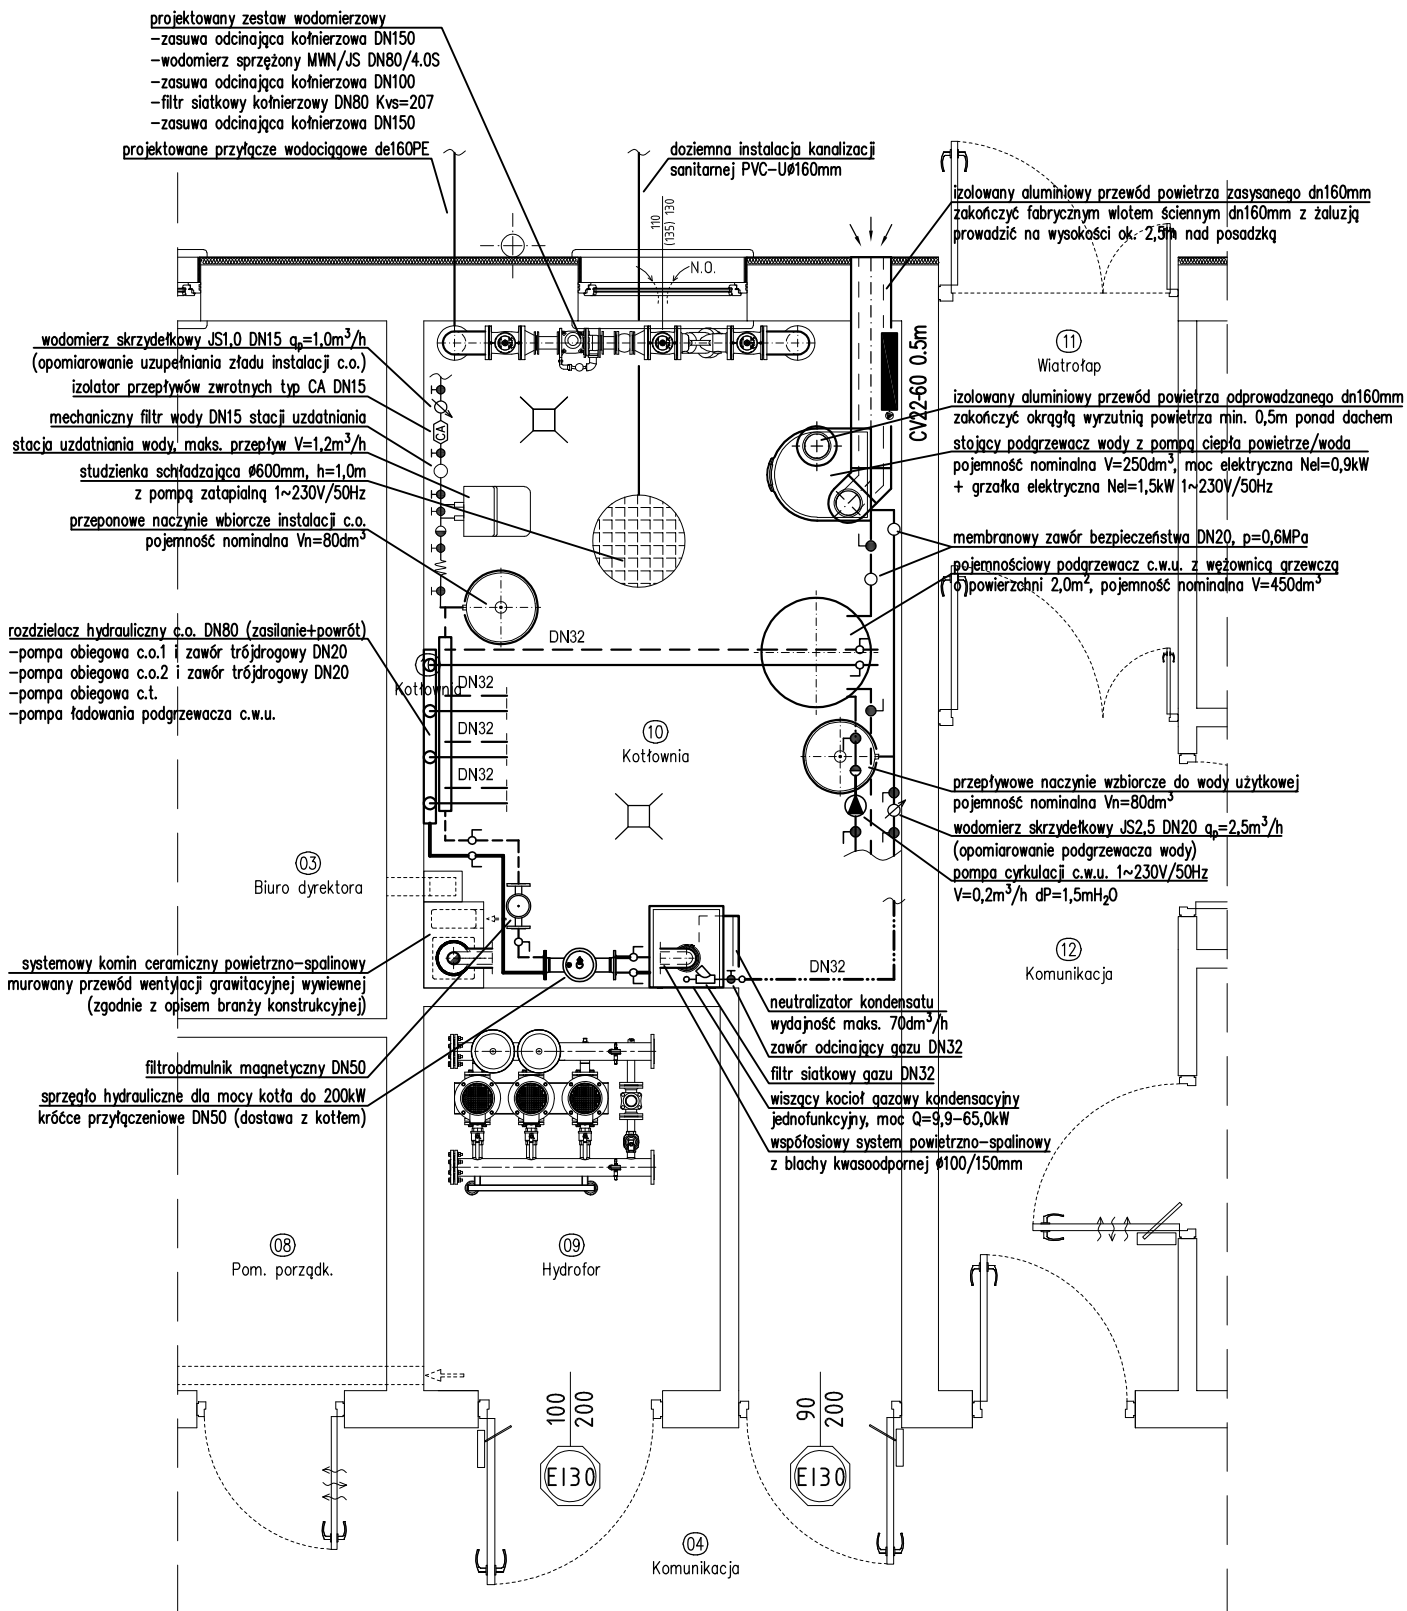 projektowany zestaw wodomierzowy
-zasuwa odcinająca kołnierzowa DN150
-wodomierz sprzężony MWN/JS DN80/4.0S
-zasuwa odcinająca kołnierzowa DN100
-filtr siatkowy kołnierzowy DN80 Kvs=207
-zasuwa odcinająca kołnierzowa DN150
projektowane przyłącze wodociągowe de160PE
doziemna instalacja kanalizacji
sanitarnej PVC-UØ160mm
izolowany aluminiowy przewód powietrza zasysanego dn160mm
zakończyć fabrycznym wlotem ściennym dn160mm z żaluzją
prowadzić na wysokości ok. 2,5m nad posadzką
110
(135) 130
N.O.
wodomierz skrzydełkowy JS1,0 DN15 qp=1,0m³/h
(opomiarowanie uzupełniania zładu instalacji c.o.)
izolator przepływów zwrotnych typ CA DN15
mechaniczny filtr wody DN15 stacji uzdatniania
stacja uzdatniania wody, maks. przepływ V=1,2m³/h
studzienka schładzająca Ø600mm, h=1,0m
z pompą zatapialną 1~230V/50Hz
przeponowe naczynie wbiorcze instalacji c.o.
pojemność nominalna Vn=80dm³
CA
CV22-60 0.5m
11
Wiatrołap
izolowany aluminiowy przewód powietrza odprowadzanego dn160mm
zakończyć okrągłą wyrzutnią powietrza min. 0,5m ponad dachem
stojący podgrzewacz wody z pompą ciepła powietrze/woda
pojemność nominalna V=250dm³, moc elektryczna Nel=0,9kW
+ grzałka elektryczna Nel=1,5kW 1~230V/50Hz
membranowy zawór bezpieczeństwa DN20, p=0,6MPa
pojemnościowy podgrzewacz c.w.u. z wężownicą grzewczą
o powierzchni 2,0m², pojemność nominalna V=450dm³
rozdzielacz hydrauliczny c.o. DN80 (zasilanie+powrót)
-pompa obiegowa c.o.1 i zawór trójdrogowy DN20
-pompa obiegowa c.o.2 i zawór trójdrogowy DN20
-pompa obiegowa c.t.
-pompa ładowania podgrzewacza c.w.u.
Kotłownia
DN32
DN32
DN32
DN32
10
Kotłownia
przepływowe naczynie wzbiorcze do wody użytkowej
pojemność nominalna Vn=80dm³
wodomierz skrzydełkowy JS2,5 DN20 qp=2,5m³/h
(opomiarowanie podgrzewacza wody)
pompa cyrkulacji c.w.u. 1~230V/50Hz
V=0,2m³/h dP=1,5mH₂O
03
Biuro dyrektora
12
Komunikacja
systemowy komin ceramiczny powietrzno-spalinowy
murowany przewód wentylacji grawitacyjnej wywiewnej
(zgodnie z opisem branży konstrukcyjnej)
DN32
neutralizator kondensatu
wydajność maks. 70dm³/h
zawór odcinający gazu DN32
filtr siatkowy gazu DN32
wiszący kocioł gazowy kondensacyjny
jednofunkcyjny, moc Q=9,9-65,0kW
współosiowy system powietrzno-spalinowy
z blachy kwasoodpornej Ø100/150mm
filtroodmulnik magnetyczny DN50
sprzęgło hydrauliczne dla mocy kotła do 200kW
króćce przyłączeniowe DN50 (dostawa z kotłem)
08
Pom. porządk.
09
Hydrofor
100
200
EI30
90
200
EI30
04
Komunikacja